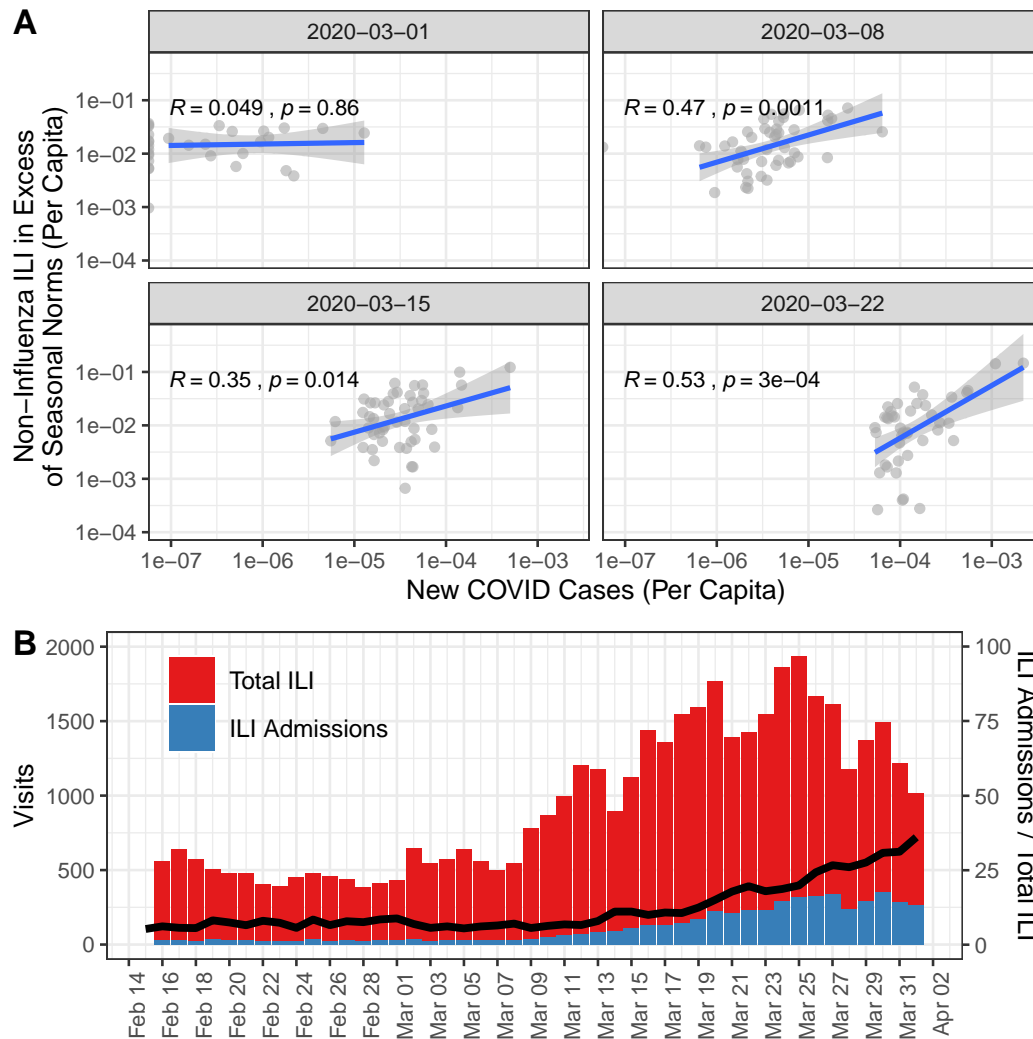 A
2020−03−01
2020−03−08
R = 0.049 , p = 0.86
R = 0.47 , p = 0.0011
1e−01
1e−02
1e−03
1e−04
2020−03−15
2020−03−22
R = 0.35 , p = 0.014
R = 0.53 , p = 3e−04
1e−01
1e−02
1e−03
1e−04
Non−Influenza ILI in Excess
of Seasonal Norms (Per Capita)
1e−07 1e−06 1e−05 1e−04 1e−03 1e−07 1e−06 1e−05 1e−04 1e−03
New COVID Cases (Per Capita)
B
Total ILI
ILI Admissions
2000
1500
1000
500
0
Visits
100
75
50
25
0
ILI Admissions / Total ILI
Feb 14
Feb 16
Feb 18
Feb 20
Feb 22
Feb 24
Feb 26
Feb 28
Mar 01
Mar 03
Mar 05
Mar 07
Mar 09
Mar 11
Mar 13
Mar 15
Mar 17
Mar 19
Mar 21
Mar 23
Mar 25
Mar 27
Mar 29
Mar 31
Apr 02